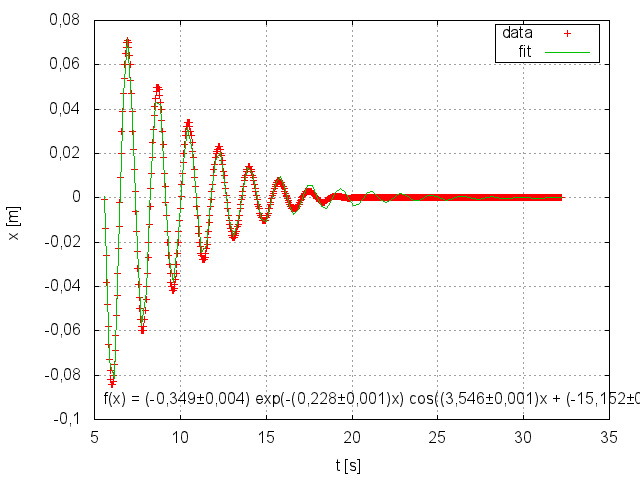 0,08
0,06
0,04
0,02
0
-0,02
-0,04
-0,06
-0,08
-0,1
x [m]
data
fit
f(x) = (-0,349±0,004) exp(-(0,228±0,001)x) cos((3,546±0,001)x + (-15,152±0
5 10 15 20 25 30 35
t [s]